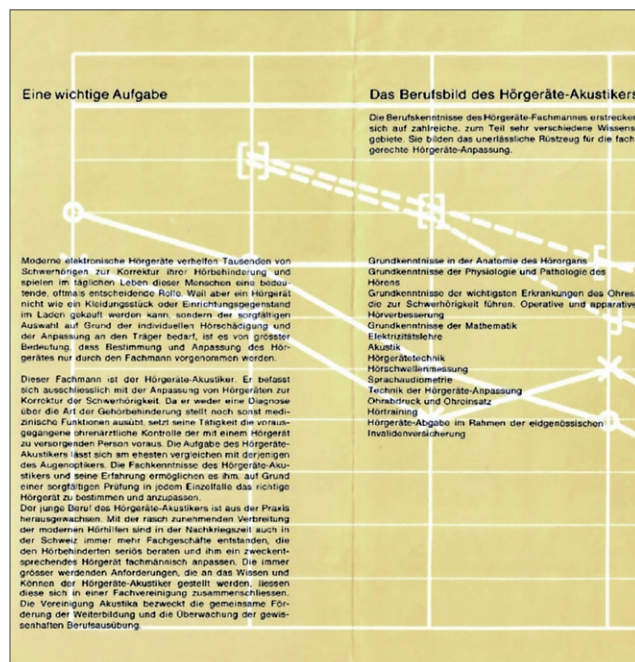 Eine wichtige Aufgabe
Moderne elektronische Hörgeräte verhelfen Tausenden von
Schwerhörigen zur Korrektur ihrer Hörbehinderung und
spielen im täglichen Leben dieser Menschen eine bedeu-
tende, oftmals entscheidende Rolle. Weil aber ein Hörgerät
nicht wie ein Kleidungsstück oder Einrichtungsgegenstand
im Laden gekauft werden kann, sondern der sorgfältigen
Auswahl auf Grund der individuellen Hörschädigung und
der Anpassung an den Träger bedarf, ist es von grösster
Bedeutung, dass Bestimmung und Anpassung des Hör-
gerätes nur durch den Fachmann vorgenommen werden.
Dieser Fachmann ist der Hörgeräte-Akustiker. Er befasst
sich ausschliesslich mit der Anpassung von Hörgeräten zur
Korrektur der Schwerhörigkeit. Da er weder eine Diagnose
über die Art der Gehörbehinderung stellt noch sonst medi-
zinische Funktionen ausübt, setzt seine Tätigkeit die voraus-
gegangene ohrenärztliche Kontrolle der mit einem Hörgerät
zu versorgenden Person voraus. Die Aufgabe des Hörgeräte-
Akustikers lässt sich am ehesten vergleichen mit derjenigen
des Augenoptikers. Die Fachkenntnisse des Hörgeräte-Aku-
stikers und seine Erfahrung ermöglichen es ihm, auf Grund
einer sorgfältigen Prüfung in jedem Einzelfalle das richtige
Hörgerät zu bestimmen und anzupassen.
Der junge Beruf des Hörgeräte-Akustikers ist aus der Praxis
herausgewachsen. Mit der rasch zunehmenden Verbreitung
der modernen Hörhilfen sind in der Nachkriegszeit auch in
der Schweiz immer mehr Fachgeschäfte entstanden, die
den Hörbehinderten seriös beraten und ihm ein zweckent-
sprechendes Hörgerät fachmännisch anpassen. Die immer
grösser werdenden Anforderungen, die an das Wissen und
Können der Hörgeräte-Akustiker gestellt werden, liessen
diese sich in einer Fachvereinigung zusammenschliessen.
Die Vereinigung Akustika bezweckt die gemeinsame För-
derung der Weiterbildung und die Überwachung der gewis-
senhaften Berufsausübung.
Das Berufsbild des Hörgeräte-Akustikers
Die Berufskenntnisse des Hörgeräte-Fachmannes erstrecken
sich auf zahlreiche, zum Teil sehr verschiedene Wissens-
gebiete. Sie bilden das unerlässliche Rüstzeug für die fach-
gerechte Hörgeräte-Anpassung.
Grundkenntnisse in der Anatomie des Hörorgans
Grundkenntnisse der Physiologie und Pathologie des
Hörens
Grundkenntnisse der wichtigsten Erkrankungen des Ohres,
die zur Schwerhörigkeit führen. Operative und apparative
Hörverbesserung
Grundkenntnisse der Mathematik
Elektrizitätslehre
Akustik
Hörgerätetechnik
Hörschwellenmessung
Sprachaudiometrie
Technik der Hörgeräte-Anpassung
Ohrabdruck und Ohreinsatz
Hörtraining
Hörgeräte-Abgabe im Rahmen der eidgenössischen
Invalidenversicherung